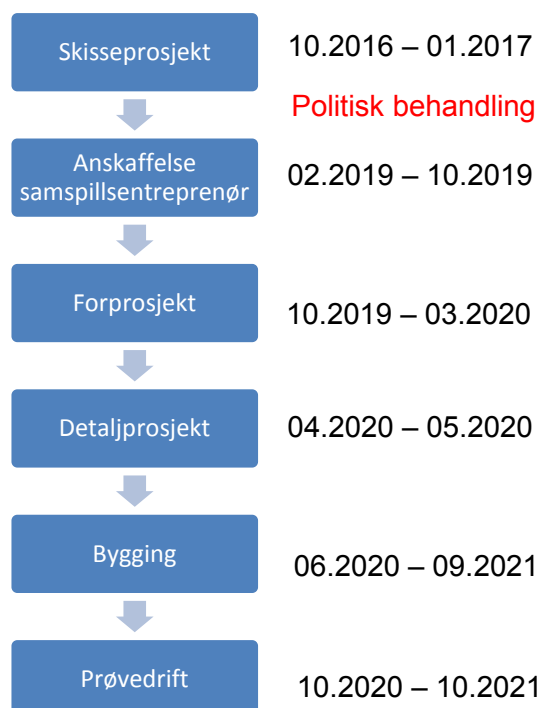 Skisseprosjekt
10.2016 – 01.2017
Politisk behandling
Anskaffelse
samspillsentreprenør
02.2019 – 10.2019
Forprosjekt
10.2019 – 03.2020
Detaljprosjekt
04.2020 – 05.2020
Bygging
06.2020 – 09.2021
Prøvedrift
10.2020 – 10.2021